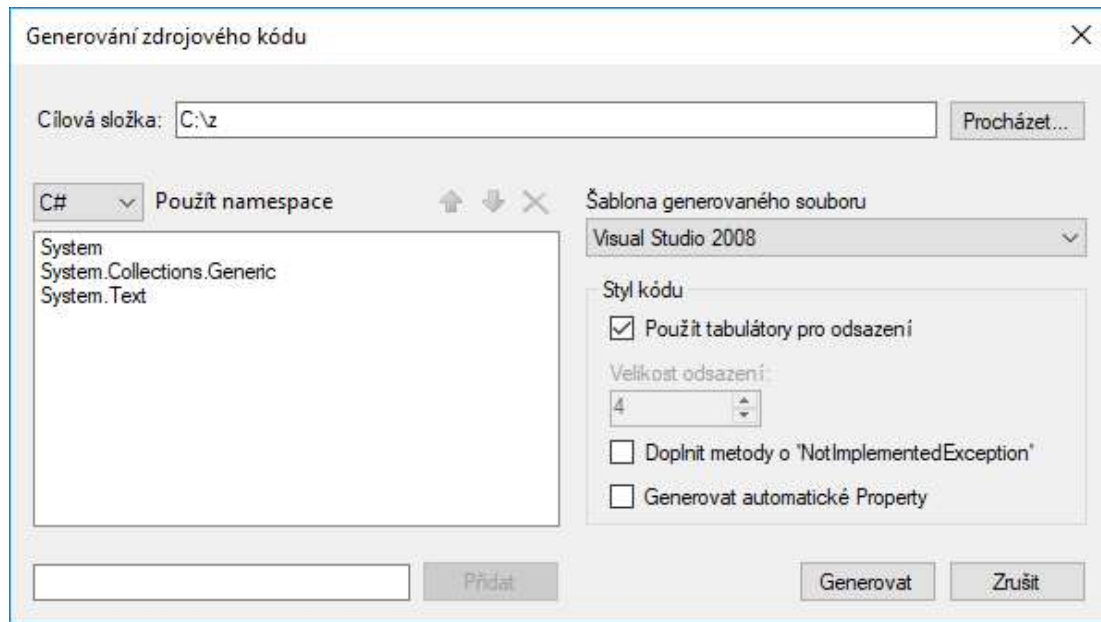 Generování zdrojového kódu
Cílová složka: C:\z Procházet...
C# Použít namespace
System
System.Collections.Generic
System.Text
Šablona generovaného souboru
Visual Studio 2008
Styl kódu
Použít tabulátory pro odsazení
Velikost odsazení:
4
Doplnit metody o "NotImplementedException"
Generovat automatické Property
Přidat
Generovat Zrušit